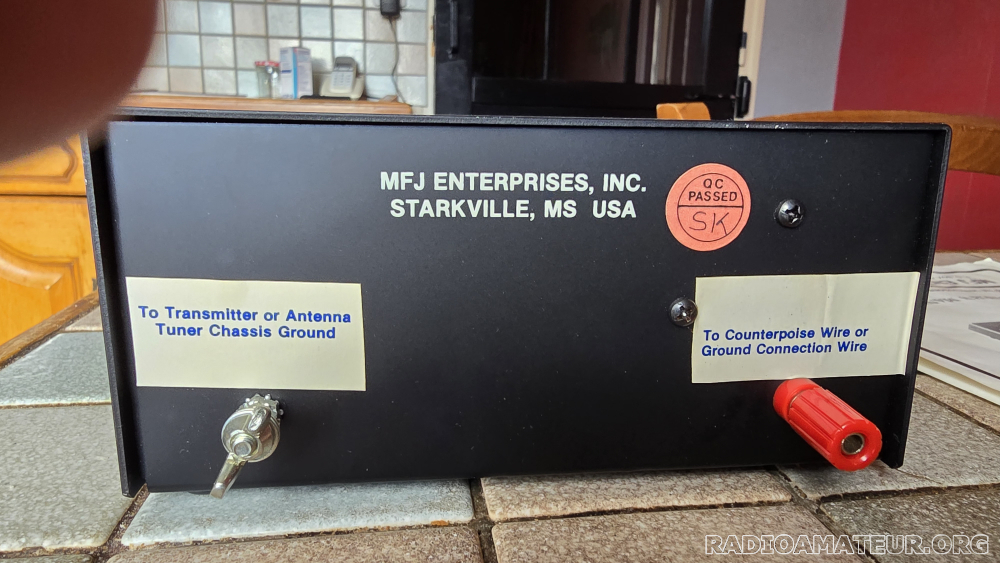 MFJ ENTERPRISES, INC.
STARKVILLE, MS USA
QC
PASSED
SK
To Transmitter or Antenna
Tuner Chassis Ground
To Counterpoise Wire or
Ground Connection Wire
RADIOAMATEUR.ORG